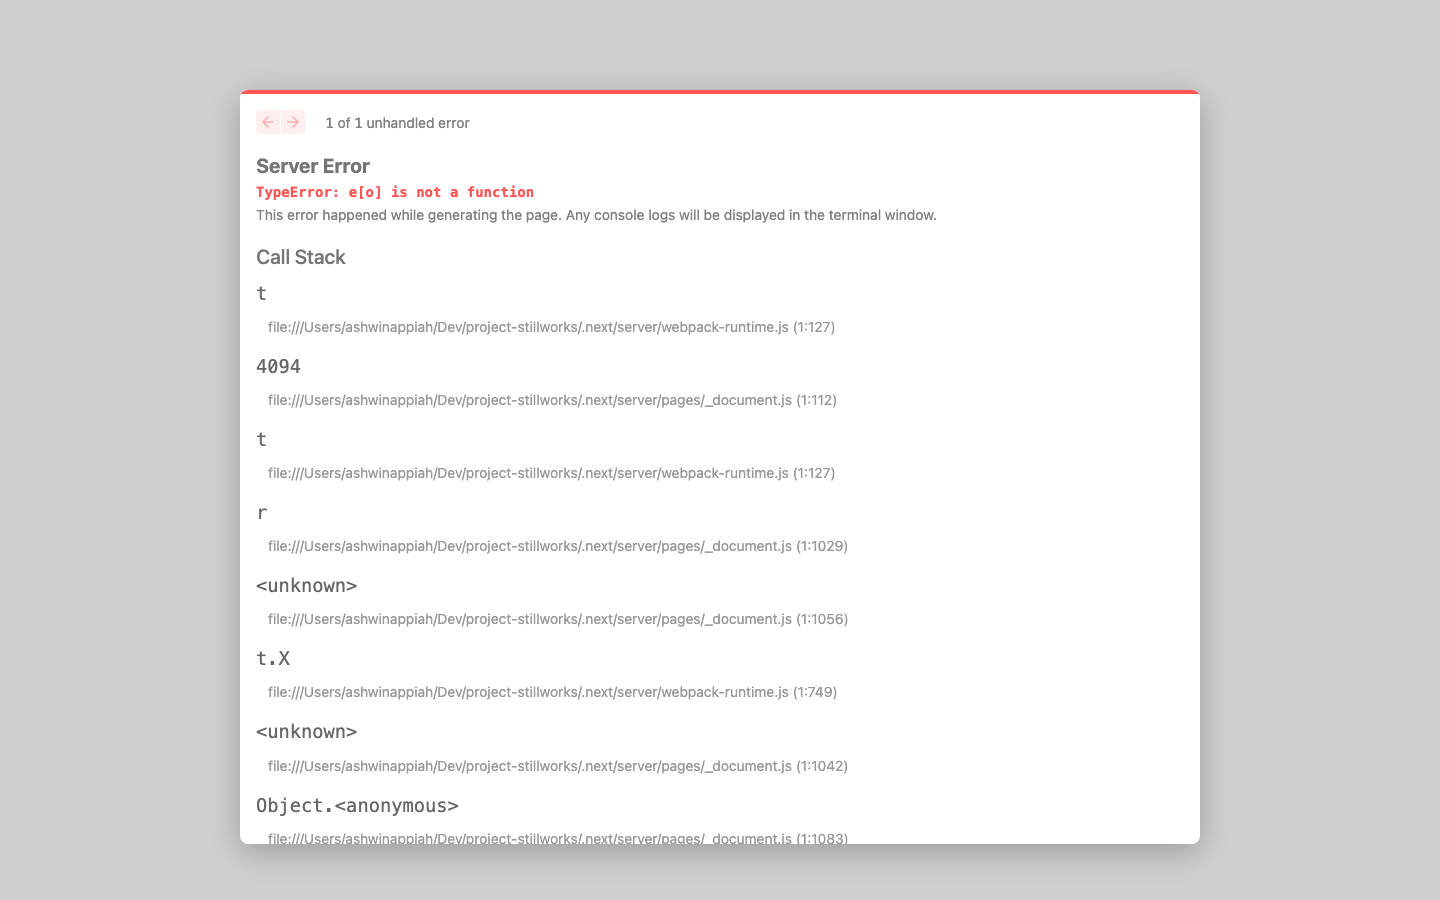 1 of 1 unhandled error
Server Error
TypeError: e[o] is not a function
This error happened while generating the page. Any console logs will be displayed in the terminal window.
Call Stack
t
file:///Users/ashwinappiah/Dev/project-stillworks/.next/server/webpack-runtime.js (1:127)
4094
file:///Users/ashwinappiah/Dev/project-stillworks/.next/server/pages/_document.js (1:112)
t
file:///Users/ashwinappiah/Dev/project-stillworks/.next/server/webpack-runtime.js (1:127)
r
file:///Users/ashwinappiah/Dev/project-stillworks/.next/server/pages/_document.js (1:1029)
<unknown>
file:///Users/ashwinappiah/Dev/project-stillworks/.next/server/pages/_document.js (1:1056)
t.X
file:///Users/ashwinappiah/Dev/project-stillworks/.next/server/webpack-runtime.js (1:749)
<unknown>
file:///Users/ashwinappiah/Dev/project-stillworks/.next/server/pages/_document.js (1:1042)
Object.<anonymous>
file:///Users/ashwinappiah/Dev/project-stillworks/.next/server/pages/_document.js (1:1083)